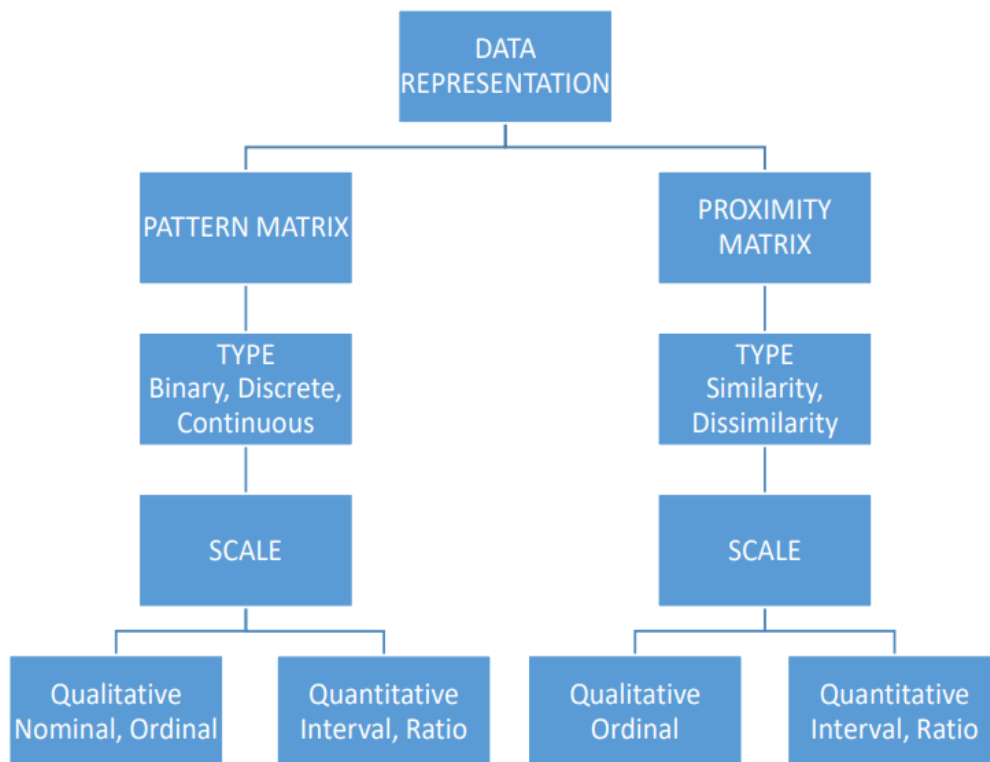 DATA
REPRESENTATION
PATTERN MATRIX
PROXIMITY
MATRIX
TYPE
Binary, Discrete,
Continuous
TYPE
Similarity,
Dissimilarity
SCALE
SCALE
Qualitative
Nominal, Ordinal
Quantitative
Interval, Ratio
Qualitative
Ordinal
Quantitative
Interval, Ratio